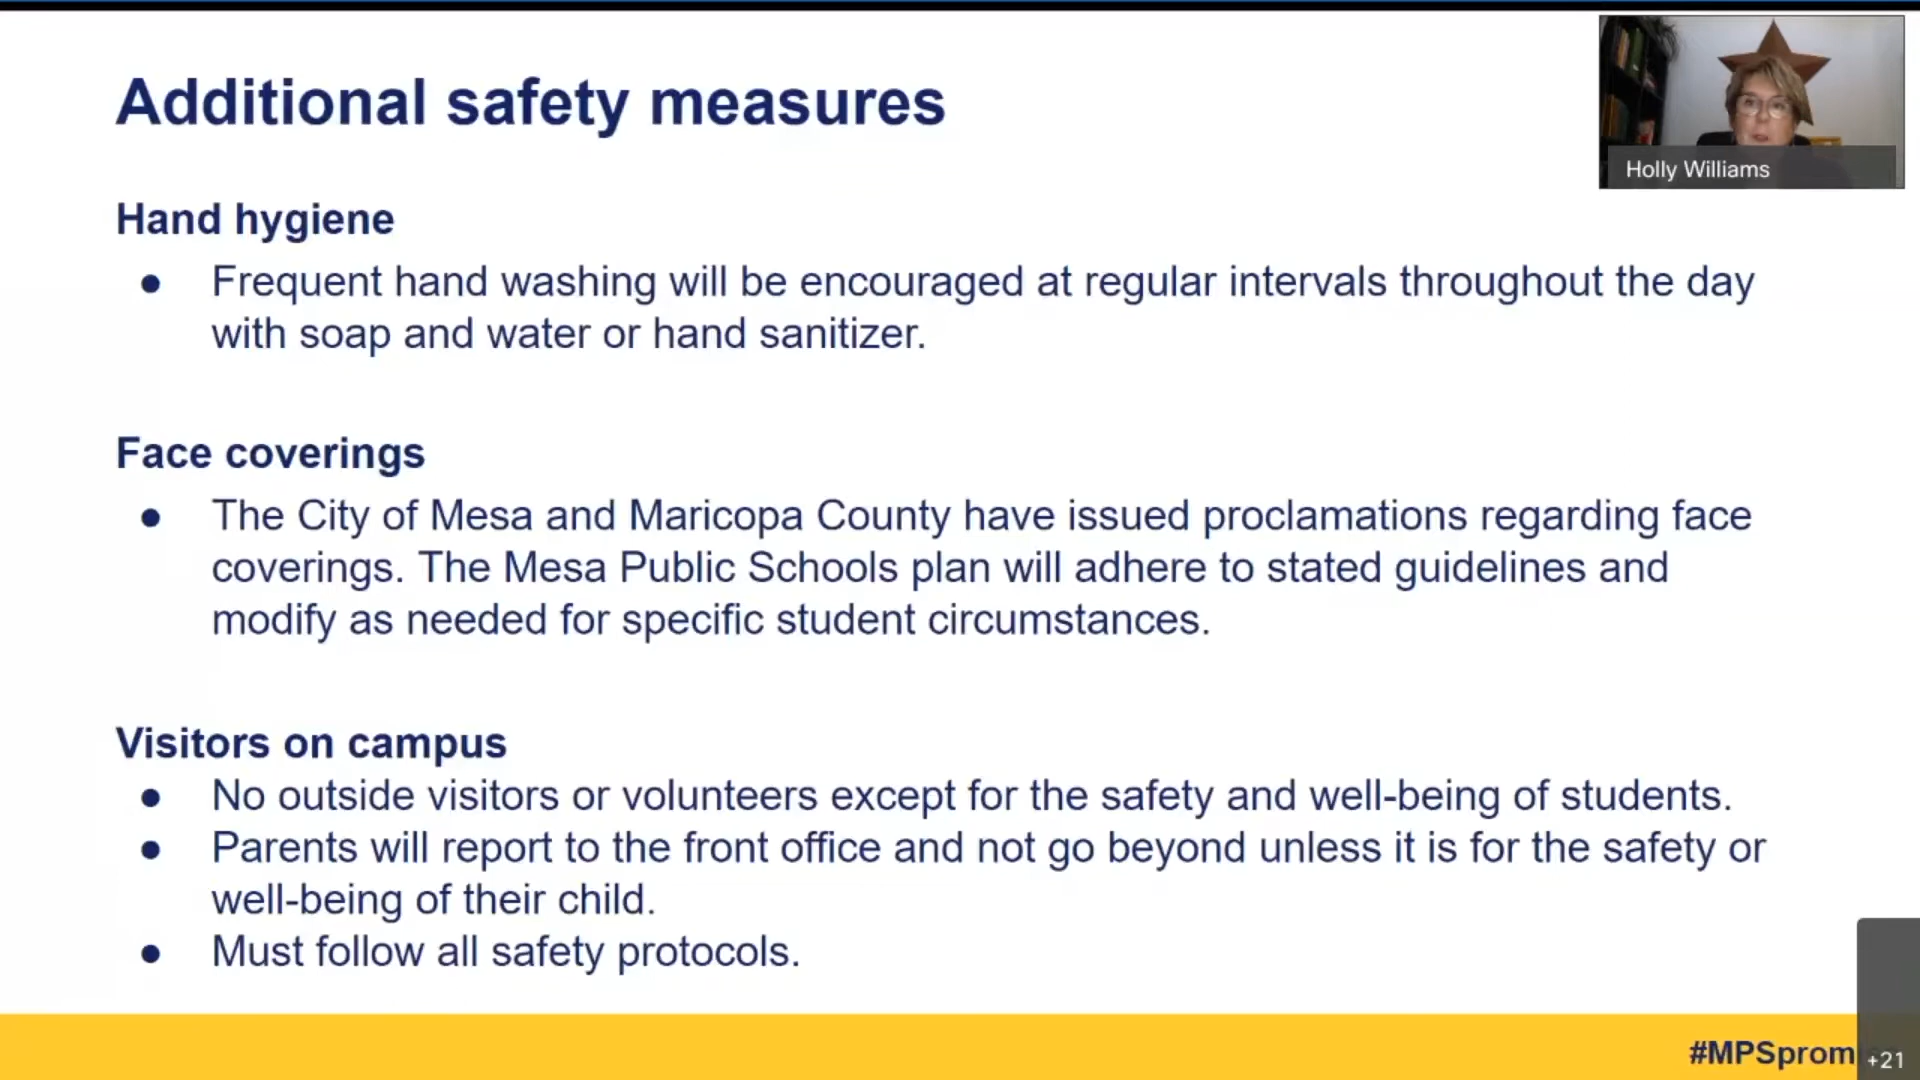 Additional safety measures
Holly Williams
Hand hygiene
● Frequent hand washing will be encouraged at regular intervals throughout the day
with soap and water or hand sanitizer.
Face coverings
● The City of Mesa and Maricopa County have issued proclamations regarding face
coverings. The Mesa Public Schools plan will adhere to stated guidelines and
modify as needed for specific student circumstances.
Visitors on campus
● No outside visitors or volunteers except for the safety and well-being of students.
● Parents will report to the front office and not go beyond unless it is for the safety or
well-being of their child.
● Must follow all safety protocols.
#MPSprom
+21